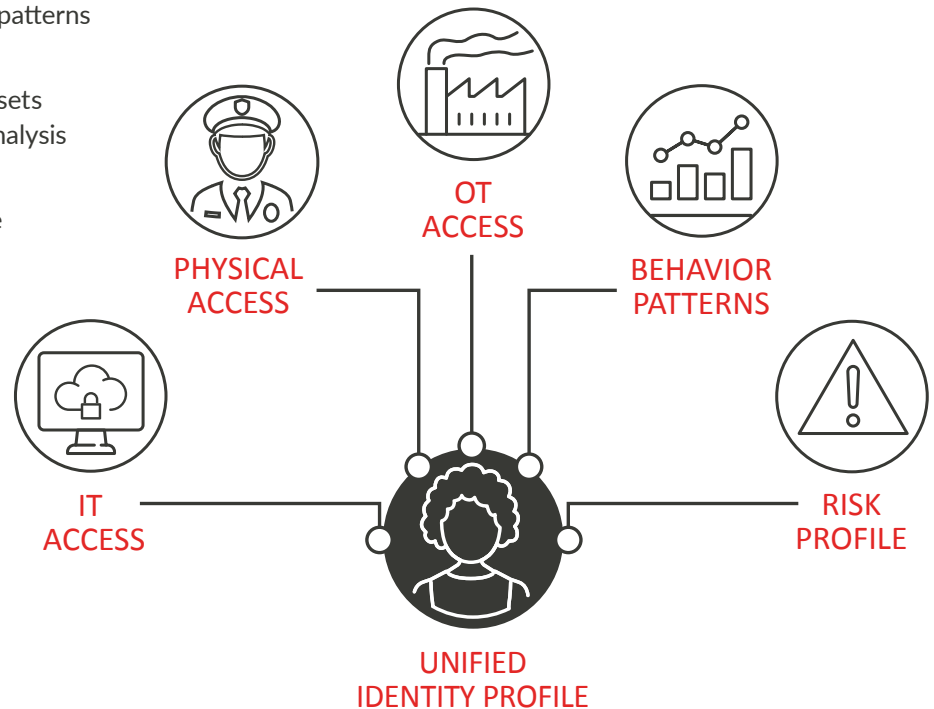 patterns
sets
nalysis
e
OT
ACCESS
PHYSICAL
ACCESS
BEHAVIOR
PATTERNS
IT
ACCESS
RISK
PROFILE
UNIFIED
IDENTITY PROFILE